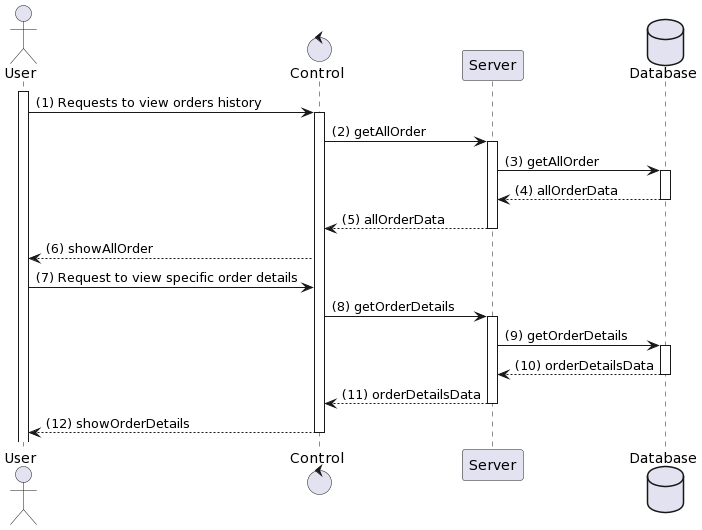 User
Control
Server
Database
(1) Requests to view orders history
(2) getAllOrder
(3) getAllOrder
(4) allOrderData
(5) allOrderData
(6) showAllOrder
(7) Request to view specific order details
(8) getOrderDetails
(9) getOrderDetails
(10) orderDetailsData
(11) orderDetailsData
(12) showOrderDetails
User
Control
Server
Database